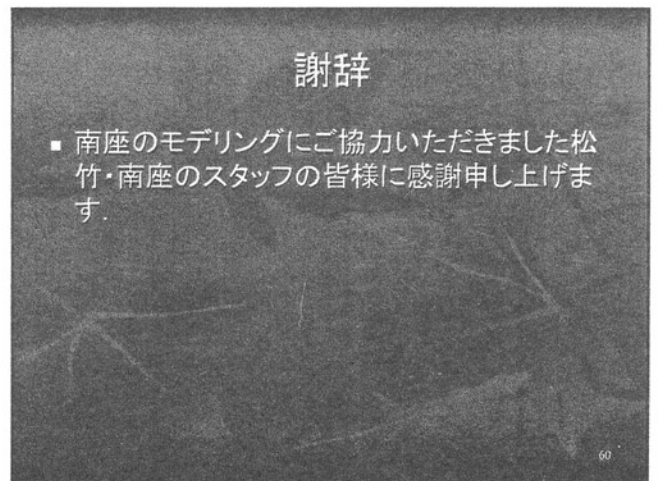 謝辞
■ 南座のモデリングにご協力いただきました松
竹・南座のスタッフの皆様に感謝申し上げま
す.
60